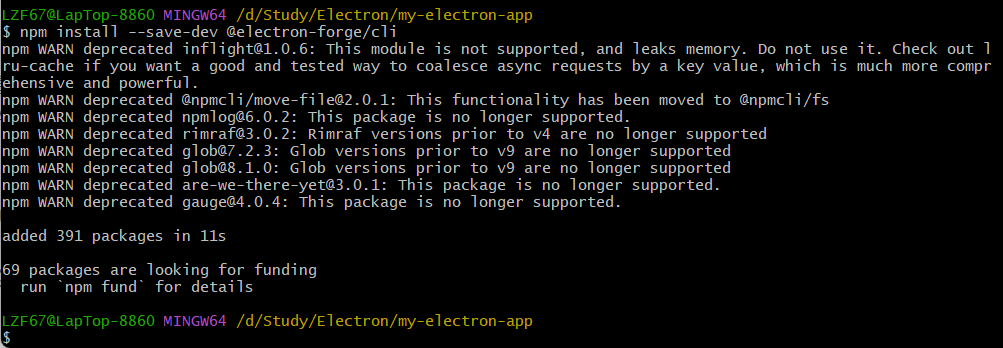 LZF67@LapTop-8860 MINGW64 /d/Study/Electron/my-electron-app
$ npm install --save-dev @electron-forge/cli
npm WARN deprecated inflight@1.0.6: This module is not supported, and leaks memory. Do not use it. Check out l
ru-cache if you want a good and tested way to coalesce async requests by a key value, which is much more compr
ehensive and powerful.
npm WARN deprecated @npmcli/move-file@2.0.1: This functionality has been moved to @npmcli/fs
npm WARN deprecated npmlog@6.0.2: This package is no longer supported.
npm WARN deprecated rimraf@3.0.2: Rimraf versions prior to v4 are no longer supported
npm WARN deprecated glob@7.2.3: Glob versions prior to v9 are no longer supported
npm WARN deprecated glob@8.1.0: Glob versions prior to v9 are no longer supported
npm WARN deprecated are-we-there-yet@3.0.1: This package is no longer supported.
npm WARN deprecated gauge@4.0.4: This package is no longer supported.
added 391 packages in 11s
69 packages are looking for funding
run `npm fund` for details
LZF67@LapTop-8860 MINGW64 /d/Study/Electron/my-electron-app
$